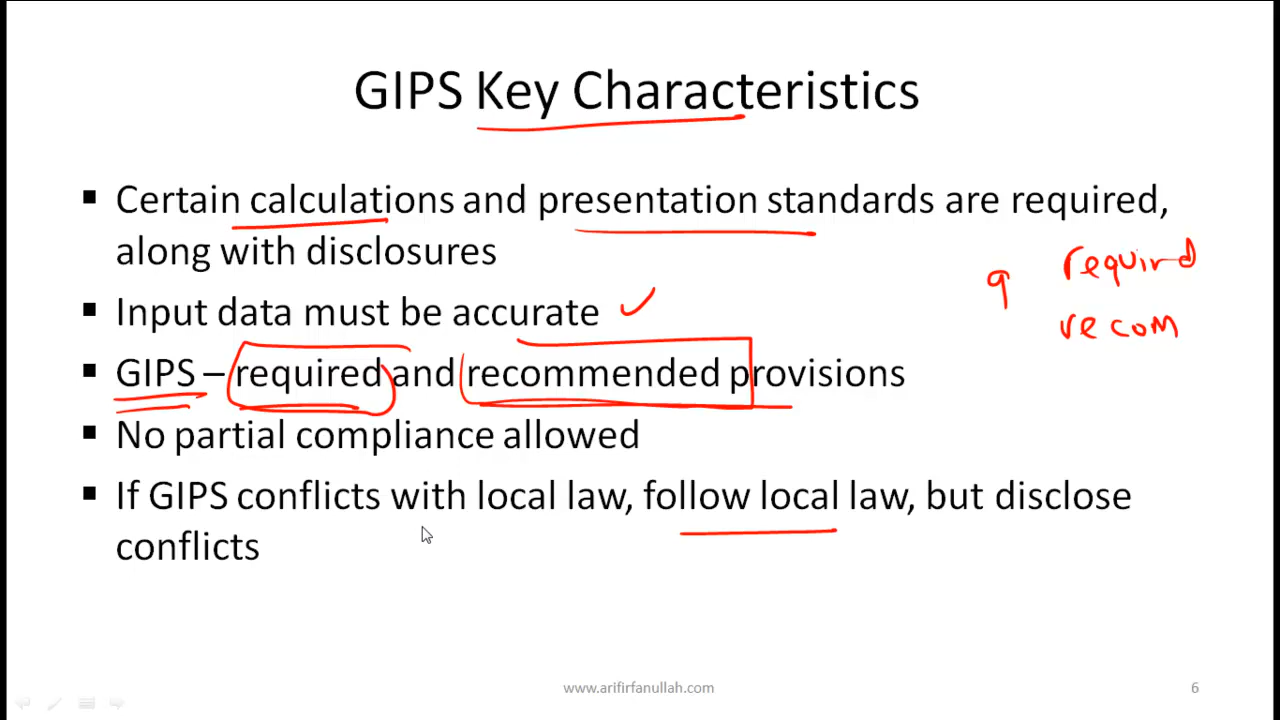 GIPS Key Characteristics
▪ Certain calculations and presentation standards are required,
along with disclosures
required
9
▪ Input data must be accurate ✓
recom
▪ GIPS – required and recommended provisions
▪ No partial compliance allowed
▪ If GIPS conflicts with local law, follow local law, but disclose
conflicts
www.arifirfanullah.com
6